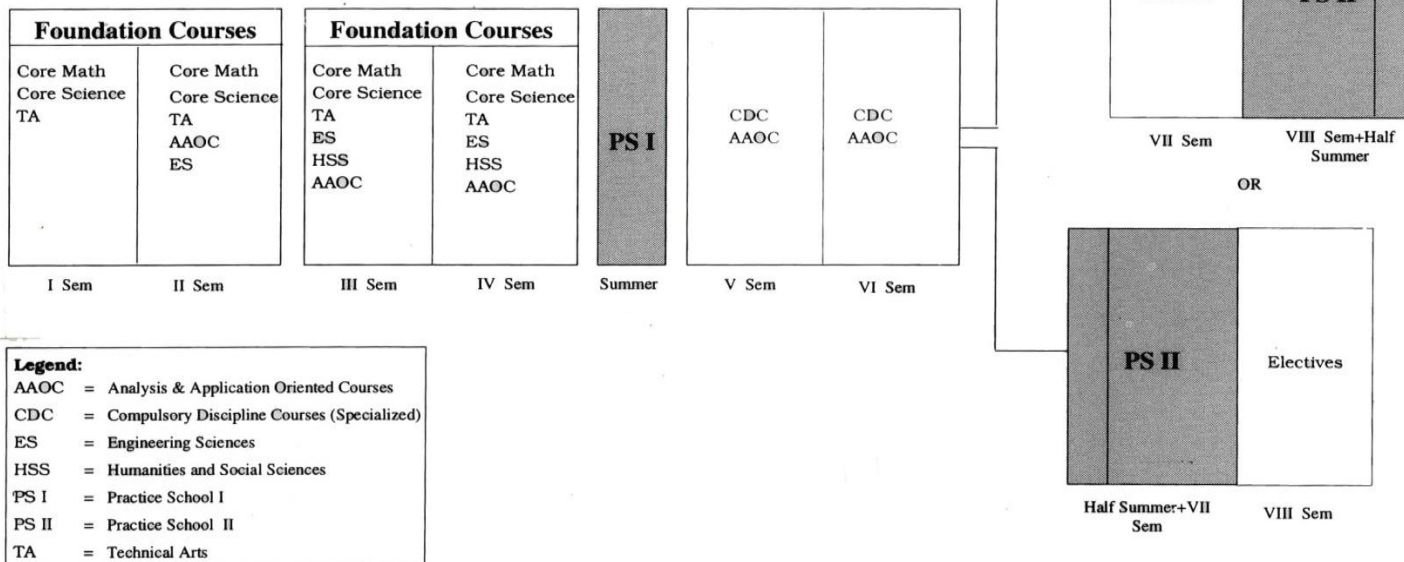 Foundation Courses
Core Math
Core Science
TA
Core Math
Core Science
TA
AAOC
ES
I Sem
II Sem
Foundation Courses
Core Math
Core Science
TA
ES
HSS
AAOC
Core Math
Core Science
TA
ES
HSS
AAOC
III Sem
IV Sem
PS I
Summer
CDC
AAOC
CDC
AAOC
V Sem
VI Sem
VII Sem
VIII Sem+Half
Summer
OR
PS II
Electives
Half Summer+VII
Sem
VIII Sem
Legend:
AAOC = Analysis & Application Oriented Courses
CDC = Compulsory Discipline Courses (Specialized)
ES = Engineering Sciences
HSS = Humanities and Social Sciences
PS I = Practice School I
PS II = Practice School II
TA = Technical Arts